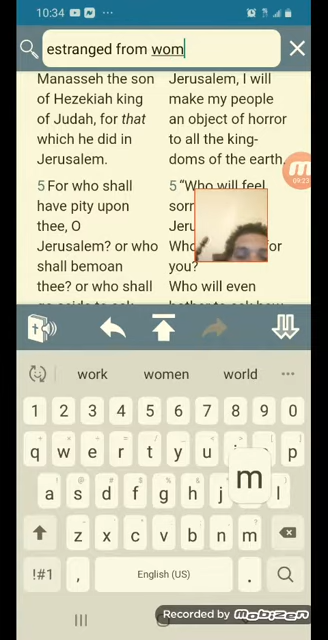 10:34
estranged from wom
Manasseh the son
of Hezekiah king
of Judah, for that
which he did in
Jerusalem.
5 For who shall
have pity upon
thee, O
Jerusalem? or who
shall bemoan
thee? or who shall
Jerusalem, I will
make my people
an object of horror
to all the king-
doms of the earth.
5 "Who will feel
you?
Who will even
09:23
work women world
1 2 3 4 5 6 7 8 9 0
q w e r t y u p
a s d f g h j m l
z x c v b n m
!#1 , English (US) .
Recorded by mobizen